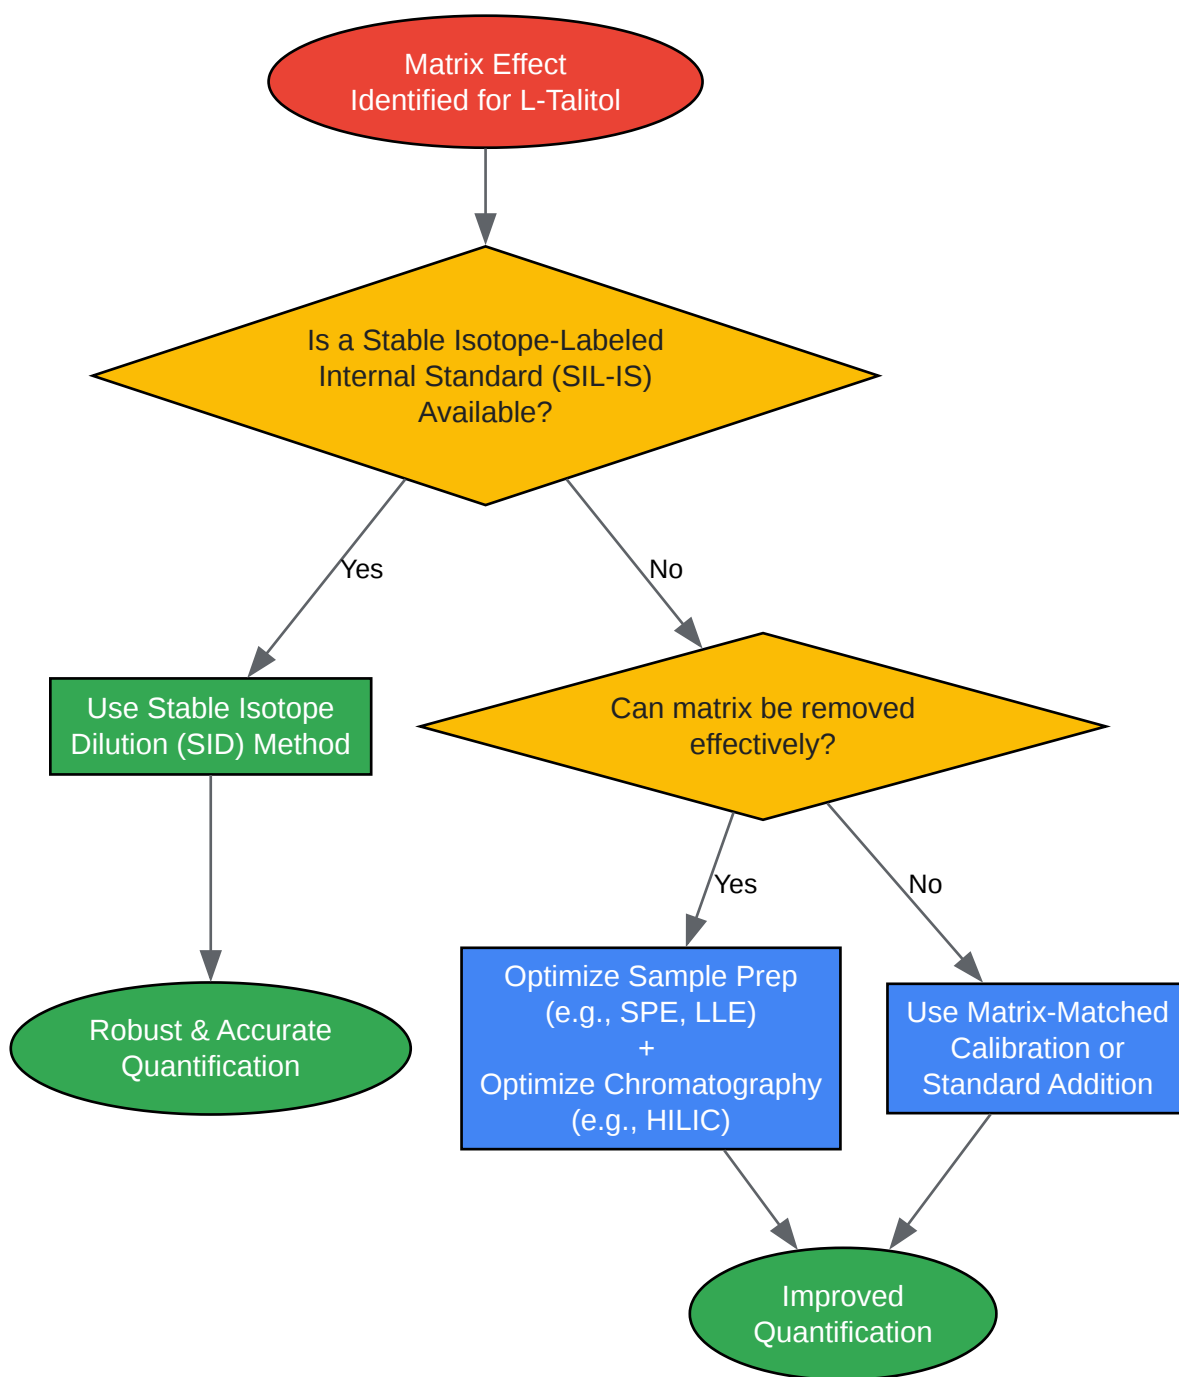 Matrix Effect
Identified for L-Talitol
Is a Stable Isotope-Labeled
Internal Standard (SIL-IS)
Available?
Yes
No
Use Stable Isotope
Dilution (SID) Method
Can matrix be removed
effectively?
Yes
No
Robust & Accurate
Quantification
Optimize Sample Prep
(e.g., SPE, LLE)
+
Optimize Chromatography
(e.g., HILIC)
Use Matrix-Matched
Calibration or
Standard Addition
Improved
Quantification